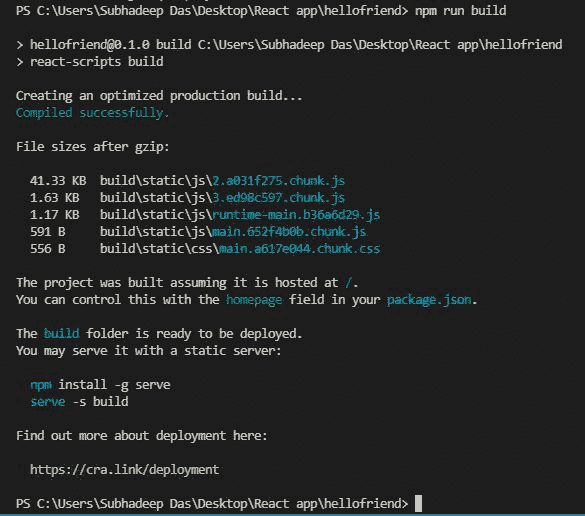 PS C:\Users\Subhadeep Das\Desktop\React app\hellofriend> npm run build
> hellofriend@0.1.0 build C:\Users\Subhadeep Das\Desktop\React app\hellofriend
> react-scripts build
Creating an optimized production build...
Compiled successfully.
File sizes after gzip:
41.33 KB build\static\js\2.a031f275.chunk.js
1.63 KB build\static\js\3.ed98c597.chunk.js
1.17 KB build\static\js\runtime-main.b36a6d29.js
591 B build\static\js\main.652f4b0b.chunk.js
556 B build\static\css\main.a617e044.chunk.css
The project was built assuming it is hosted at /.
You can control this with the homepage field in your package.json.
The build folder is ready to be deployed.
You may serve it with a static server:
npm install -g serve
serve -s build
Find out more about deployment here:
https://cra.link/deployment
PS C:\Users\Subhadeep Das\Desktop\React app\hellofriend>